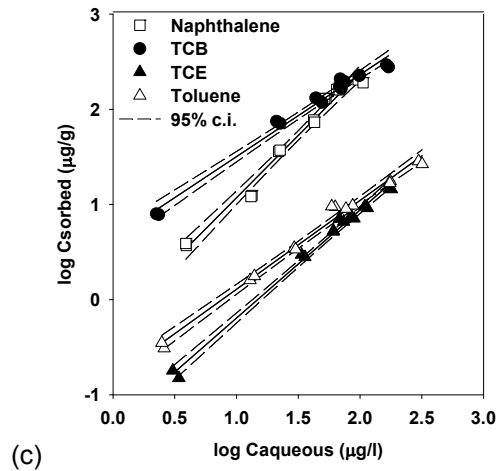 Naphthalene
TCB
TCE
Toluene
95% c.i.
3
2
1
0
-1
log Csorbed (μg/g)
0.0 0.5 1.0 1.5 2.0 2.5 3.0
log Caqueous (μg/l)
(c)